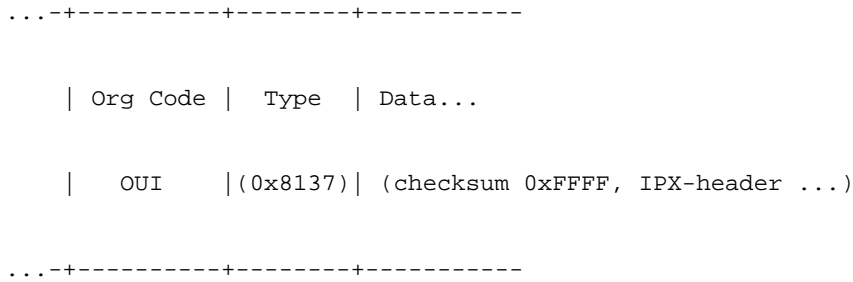 ...-+----------+--------+-----------
| Org Code |  Type  | Data...
|   OUI    |(0x8137)| (checksum 0xFFFF, IPX-header ...)
...-+----------+--------+-----------